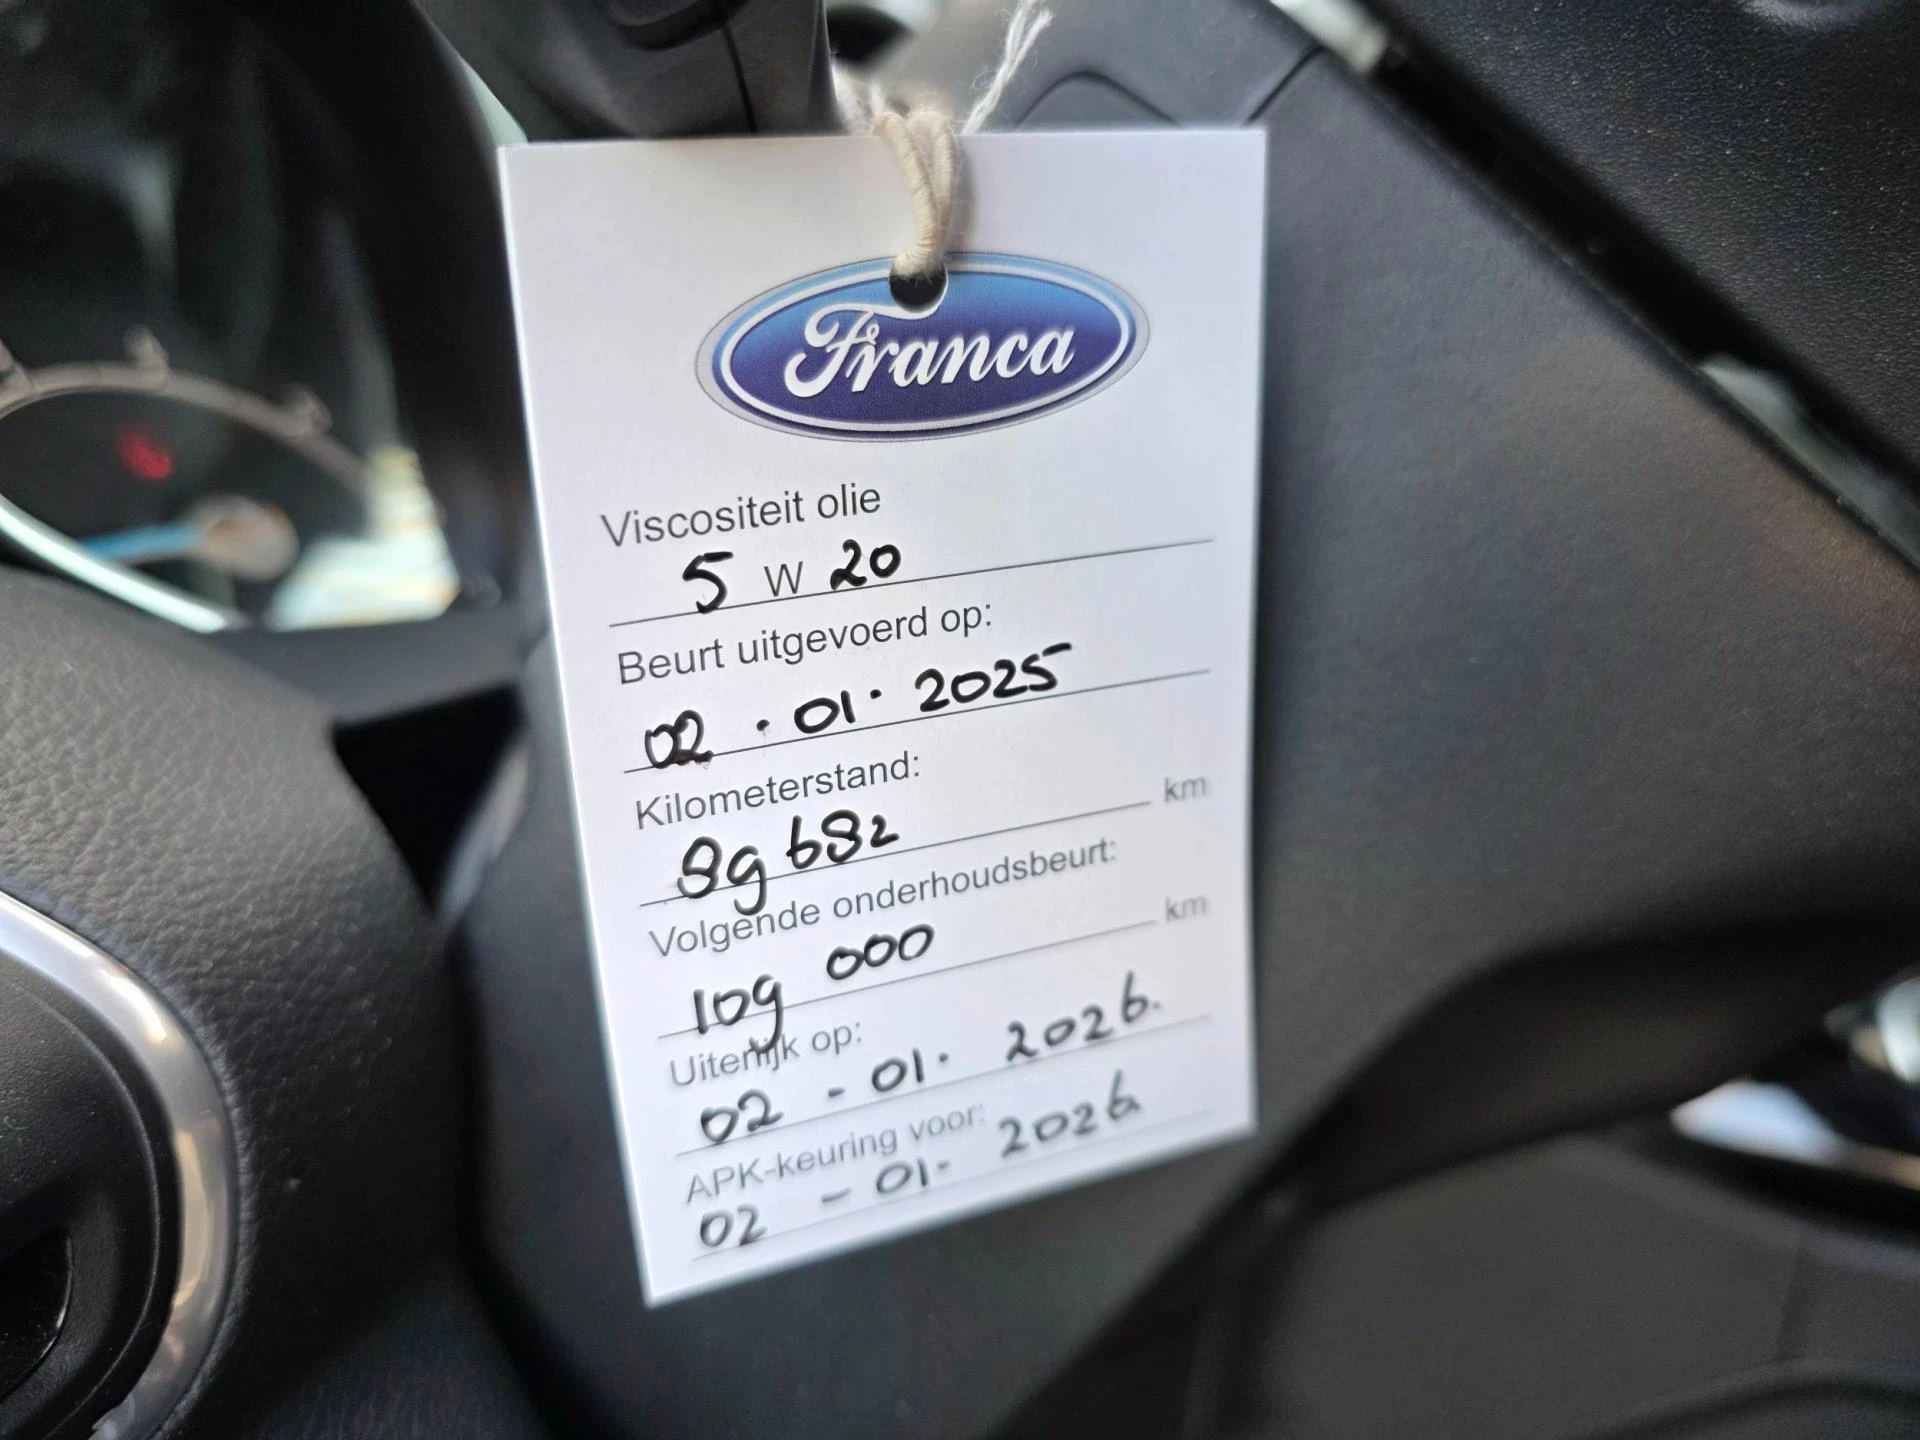 Franca
Viscositeit olie
5 W 20
Beurt uitgevoerd op:
02 . 01 . 2025
Kilometerstand:
89 682 km
Volgende onderhoudsbeurt:
109 000 km
Uiterlijk op:
02 - 01 . 2026.
APK-keuring voor:
02 - 01 . 2026